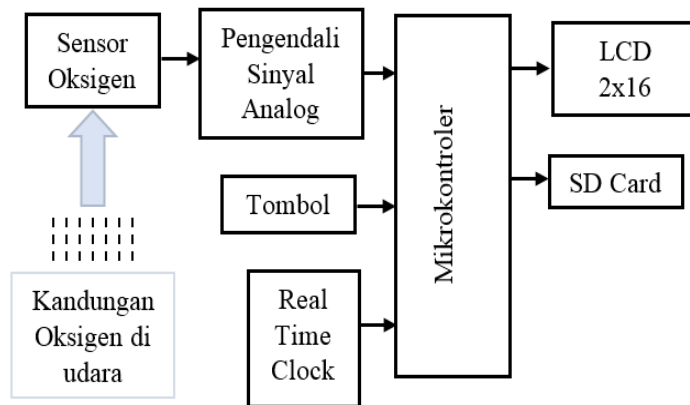 Sensor
Oksigen
Pengendali
Sinyal
Analog
Mikrokontroler
LCD
2x16
SD Card
Tombol
Real
Time
Clock
Kandungan
Oksigen di
udara